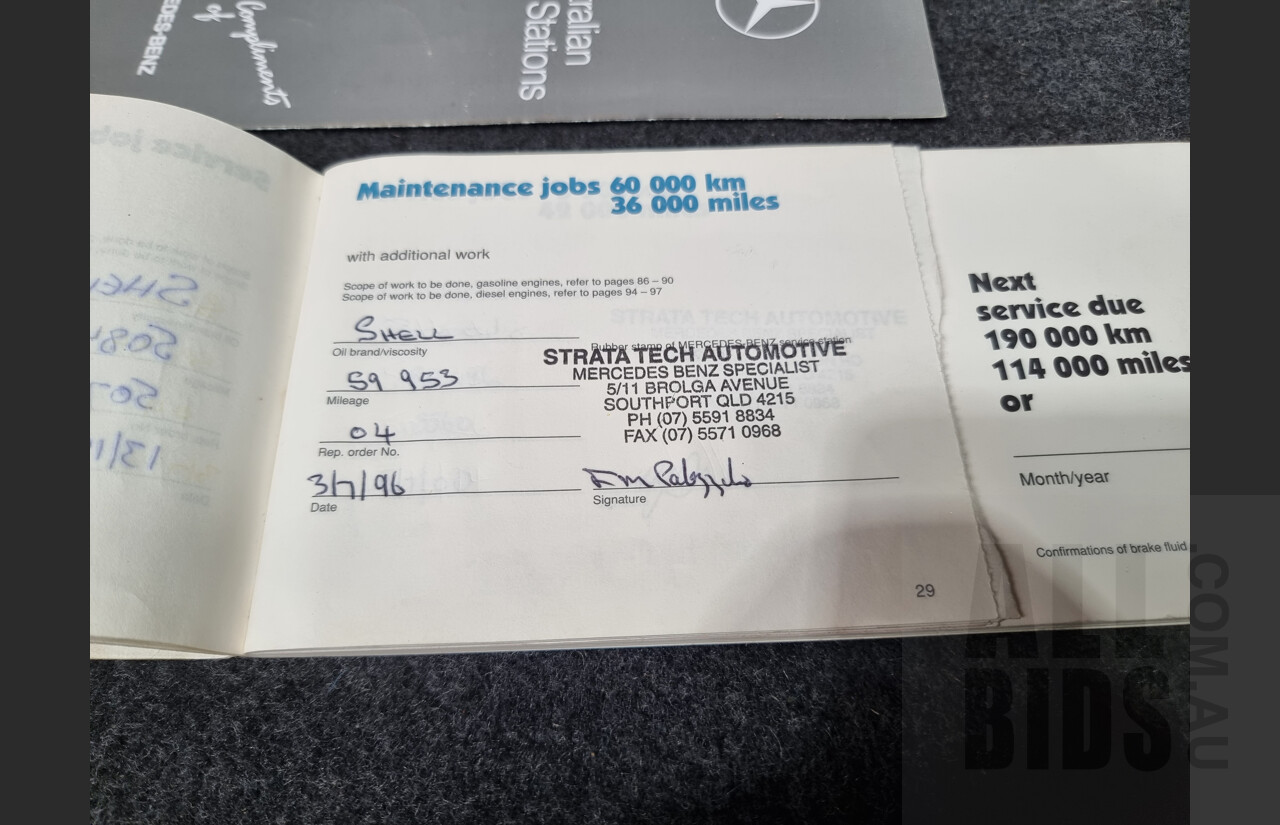 Compliments
of
EDES-BENZ
ralian
Stations
Maintenance jobs 60 000 km
36 000 miles
with additional work
Scope of work to be done, gasoline engines, refer to pages 86 – 90
Scope of work to be done, diesel engines, refer to pages 94 – 97
SHELL
Oil brand/viscosity
59 953
Mileage
04
Rep. order No.
3/7/96
Date
Rubber stamp of MERCEDES-BENZ service station
STRATA TECH AUTOMOTIVE
MERCEDES BENZ SPECIALIST
5/11 BROLGA AVENUE
SOUTHPORT QLD 4215
PH (07) 5591 8834
FAX (07) 5571 0968
Signature
29
Next
service due
190 000 km
114 000 miles
or
Month/year
Confirmations of brake fluid
ALL
BIDS
.COM.AU